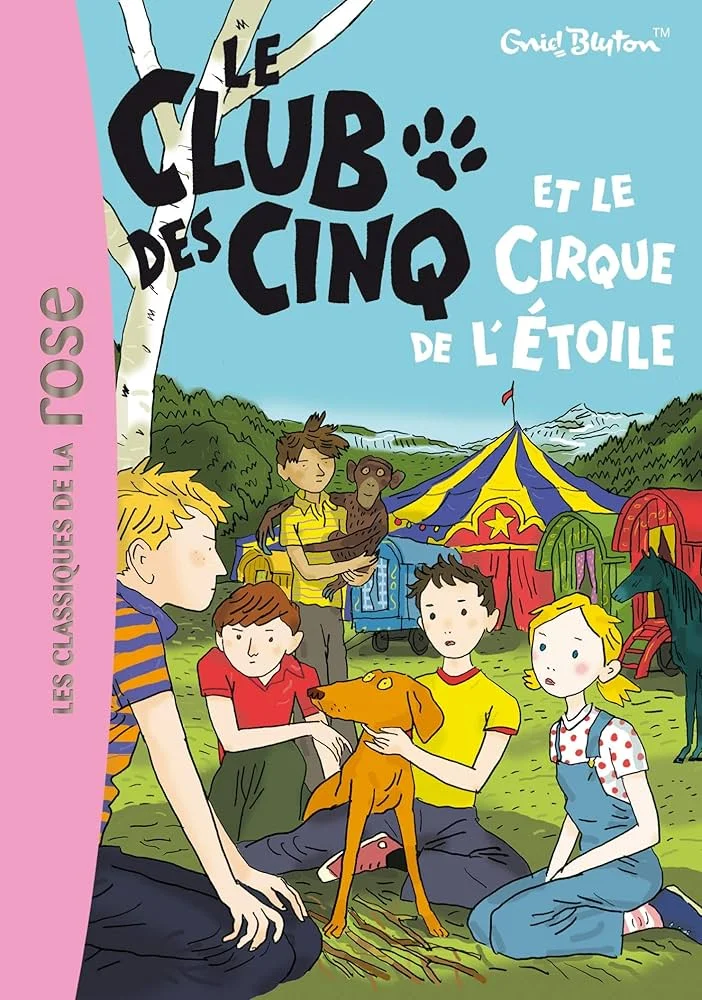 Enid Blyton™
LE
CLUB
DES CINQ
ET LE
CIRQUE
DE L'ÉTOILE
LES CLASSIQUES DE LA rose